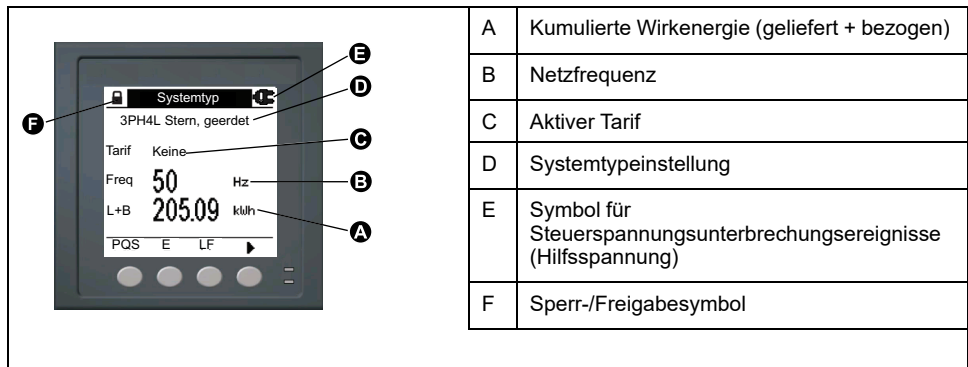 Systemtyp
3PH4L Stern, geerdet
Tarif Keine
Freq 50 Hz
L+B 205.09 kWh
PQS E LF
E
D
C
B
A
F
A Kumulierte Wirkenergie (geliefert + bezogen)
B Netzfrequenz
C Aktiver Tarif
D Systemtypeinstellung
E Symbol für
Steuerspannungsunterbrechungsereignisse
(Hilfsspannung)
F Sperr-/Freigabesymbol